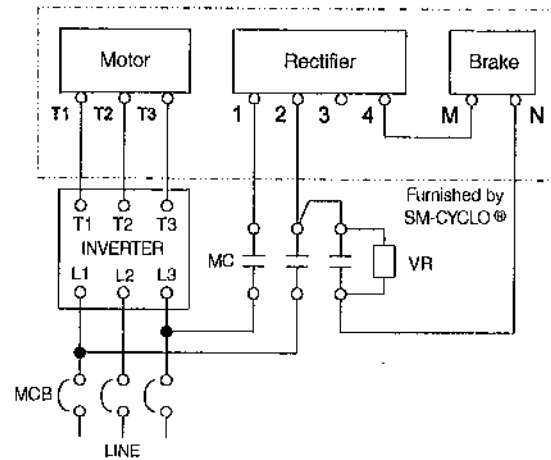 Motor
Rectifier
Brake
T1 T2 T3
1 2 3 4
M N
Furnished by
SM-CYCLO ®
T1 T2 T3
INVERTER
L1 L2 L3
MC
VR
MCB
LINE